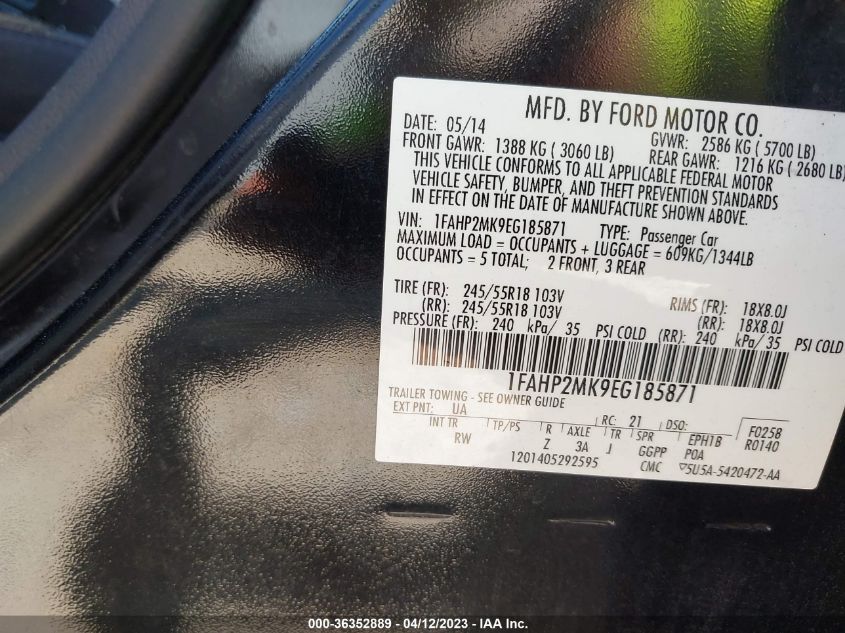 MFD. BY FORD MOTOR CO.
DATE: 05/14 GVWR: 2586 KG ( 5700 LB)
FRONT GAWR: 1388 KG ( 3060 LB) REAR GAWR: 1216 KG ( 2680 LB)
THIS VEHICLE CONFORMS TO ALL APPLICABLE FEDERAL MOTOR
VEHICLE SAFETY, BUMPER, AND THEFT PREVENTION STANDARDS
IN EFFECT ON THE DATE OF MANUFACTURE SHOWN ABOVE.
VIN: 1FAHP2MK9EG185871 TYPE: Passenger Car
MAXIMUM LOAD = OCCUPANTS + LUGGAGE = 609KG/1344LB
OCCUPANTS = 5 TOTAL; 2 FRONT, 3 REAR
TIRE (FR): 245/55R18 103V RIMS (FR): 18X8.0J
(RR): 245/55R18 103V (RR): 18X8.0J
PRESSURE (FR): 240 kPa/ 35 PSI COLD (RR): 240 kPa/ 35 PSI COLD
1FAHP2MK9EG185871
TRAILER TOWING - SEE OWNER GUIDE
EXT PNT: UA RC: 21 DSO: F0258
INT TR TP/PS R AXLE TR SPR EPH1B R0140
RW Z 3A J GGPP POA
1201405292595 CMC 5U5A-5420472-AA
000-36352889 - 04/12/2023 - IAA Inc.